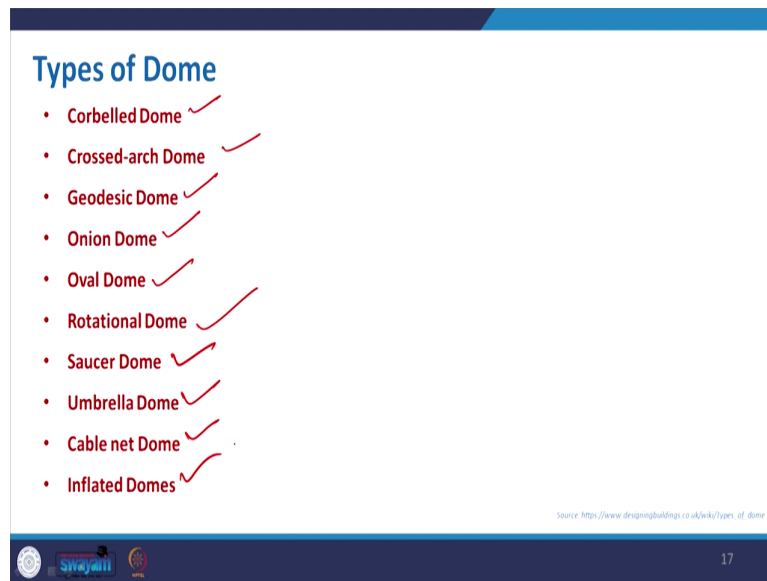 Types of Dome
• Corbelled Dome
• Crossed-arch Dome
• Geodesic Dome
• Onion Dome
• Oval Dome
• Rotational Dome
• Saucer Dome
• Umbrella Dome
• Cable net Dome
• Inflated Domes
Source: https://www.designingbuildings.co.uk/wiki/Types_of_dome
swayam
17